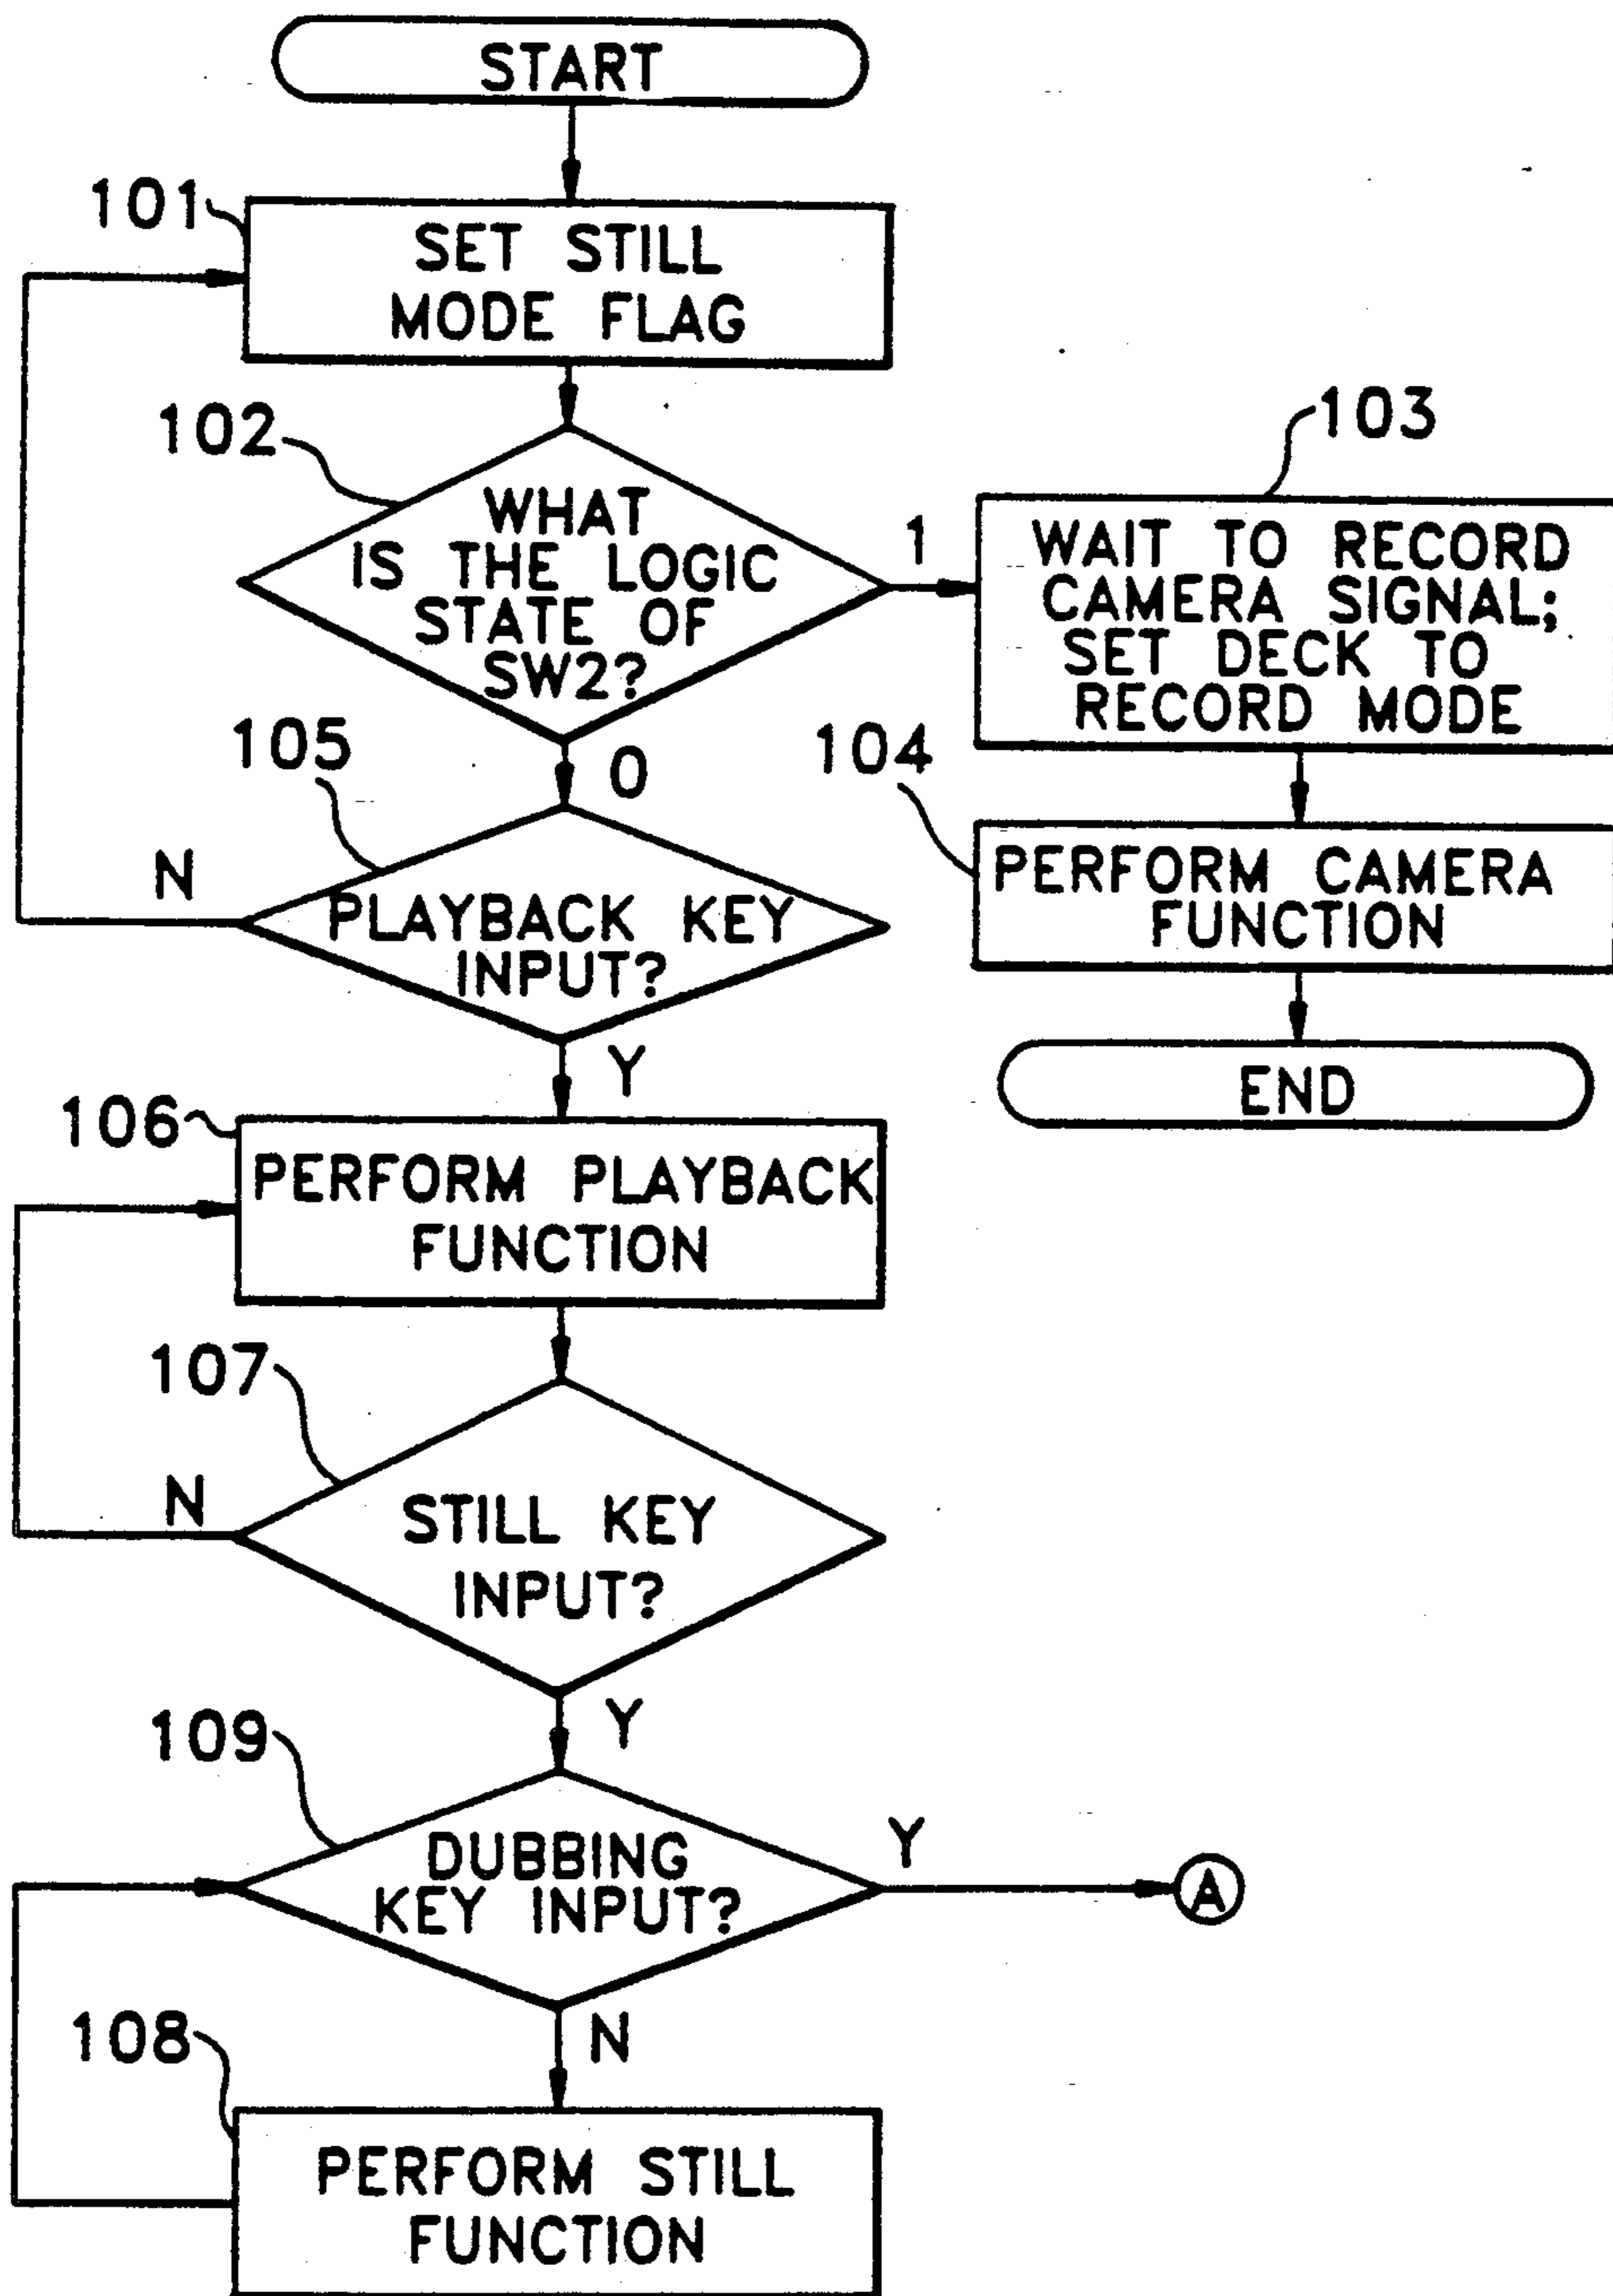 START
101
SET STILL
MODE FLAG
102
WHAT
IS THE LOGIC
STATE OF
SW2?
1
103
WAIT TO RECORD
CAMERA SIGNAL;
SET DECK TO
RECORD MODE
104
PERFORM CAMERA
FUNCTION
END
0
105
N
PLAYBACK KEY
INPUT?
Y
106
PERFORM PLAYBACK
FUNCTION
107
N
STILL KEY
INPUT?
Y
109
DUBBING
KEY INPUT?
Y
A
N
108
PERFORM STILL
FUNCTION